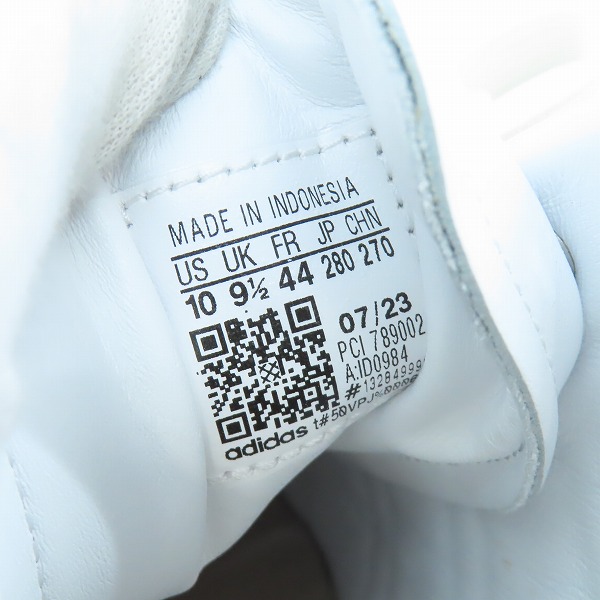 MADE IN INDONESIA
US UK FR JP CHN
10 9½ 44 280 270
07/23
PCI 789002
A:ID0984
adidas